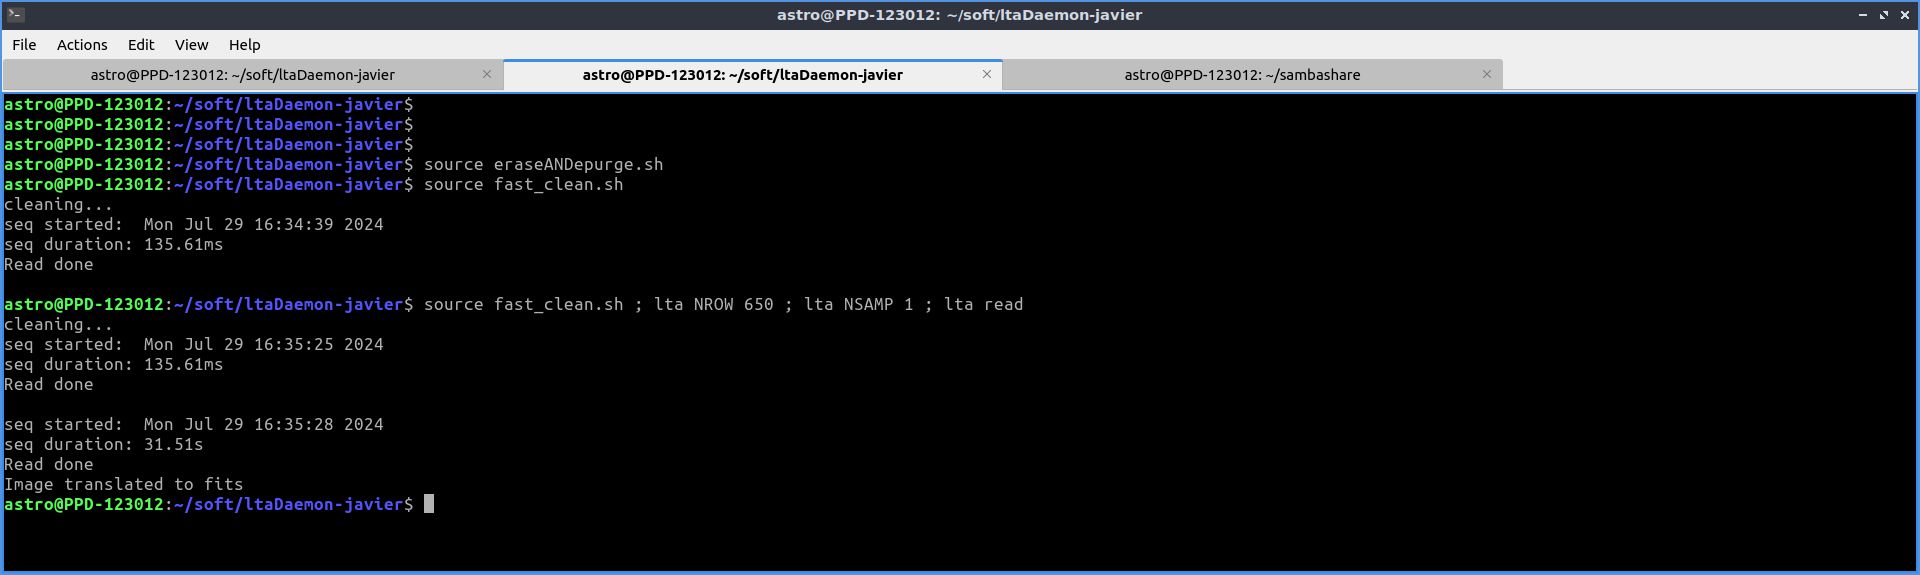 astro@PPD-123012: ~/soft/ltaDaemon-javier
File Actions Edit View Help
astro@PPD-123012: ~/soft/ltaDaemon-javier astro@PPD-123012: ~/soft/ltaDaemon-javier astro@PPD-123012: ~/sambashare
astro@PPD-123012:~/soft/ltaDaemon-javier$
astro@PPD-123012:~/soft/ltaDaemon-javier$
astro@PPD-123012:~/soft/ltaDaemon-javier$
astro@PPD-123012:~/soft/ltaDaemon-javier$ source eraseANDepurge.sh
astro@PPD-123012:~/soft/ltaDaemon-javier$ source fast_clean.sh
cleaning...
seq started:  Mon Jul 29 16:34:39 2024
seq duration: 135.61ms
Read done
astro@PPD-123012:~/soft/ltaDaemon-javier$ source fast_clean.sh ; lta NROW 650 ; lta NSAMP 1 ; lta read
cleaning...
seq started:  Mon Jul 29 16:35:25 2024
seq duration: 135.61ms
Read done
seq started:  Mon Jul 29 16:35:28 2024
seq duration: 31.51s
Read done
Image translated to fits
astro@PPD-123012:~/soft/ltaDaemon-javier$